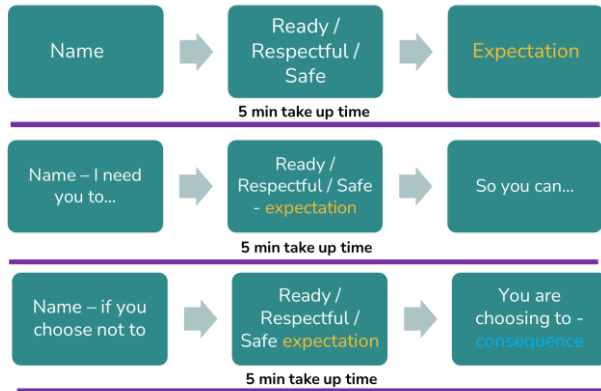 Name
Ready /
Respectful /
Safe
Expectation
5 min take up time
Name – I need
you to...
Ready /
Respectful / Safe
- expectation
So you can...
5 min take up time
Name – if you
choose not to
Ready /
Respectful /
Safe expectation
You are
choosing to -
consequence
5 min take up time